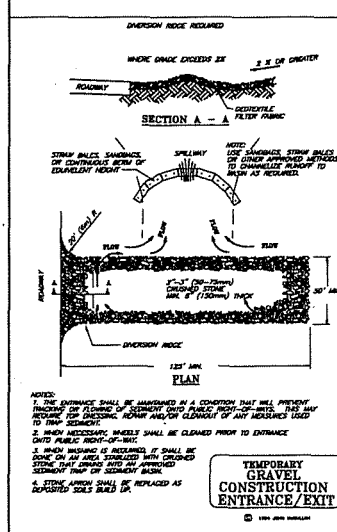 DIVERSION RIDGE REQUIRED
WHERE GRADE EXCEEDS 2%
2 % OR GREATER
ROADWAY
GEOTEXTILE
FILTER FABRIC
SECTION A - A
STRAW BALES, SANDBAGS,
OR CONTINUOUS BERM OF
EQUIVELENT HEIGHT
SPILLWAY
NOTE:
USE SANDBAGS, STRAW BALES
OR OTHER APPROVED METHODS
TO CHANNELIZE RUNOFF TO
BASIN AS REQUIRED.
20' (6m) R
FLOW
FLOW
FLOW
FLOW
ROADWAY
A
A
(50-75mm)
CRUSHED STONE
MIN. 6" (150mm) THICK
50' MIN
DIVERSION RIDGE
125' MIN.
PLAN
NOTES:
1. THE ENTRANCE SHALL BE MAINTAINED IN A CONDITION THAT WILL PREVENT
TRACKING OR FLOWING OF SEDIMENT ONTO PUBLIC RIGHT-OF-WAYS. THIS MAY
REQUIRE TOP DRESSING, REPAIR AND/OR CLEANOUT OF ANY MEASURES USED
TO TRAP SEDIMENT.
2. WHEN NECESSARY, WHEELS SHALL BE CLEANED PRIOR TO ENTRANCE
ONTO PUBLIC RIGHT-OF-WAY.
3. WHEN WASHING IS REQUIRED, IT SHALL BE
DONE ON AN AREA STABILIZED WITH CRUSHED
STONE THAT DRAINS INTO AN APPROVED
SEDIMENT TRAP OR SEDIMENT BASIN.
4. STONE APRON SHALL BE REPLACED AS
DEPOSITED SOILS BUILD UP.
TEMPORARY
GRAVEL
CONSTRUCTION
ENTRANCE/EXIT
© 1994 JOHN